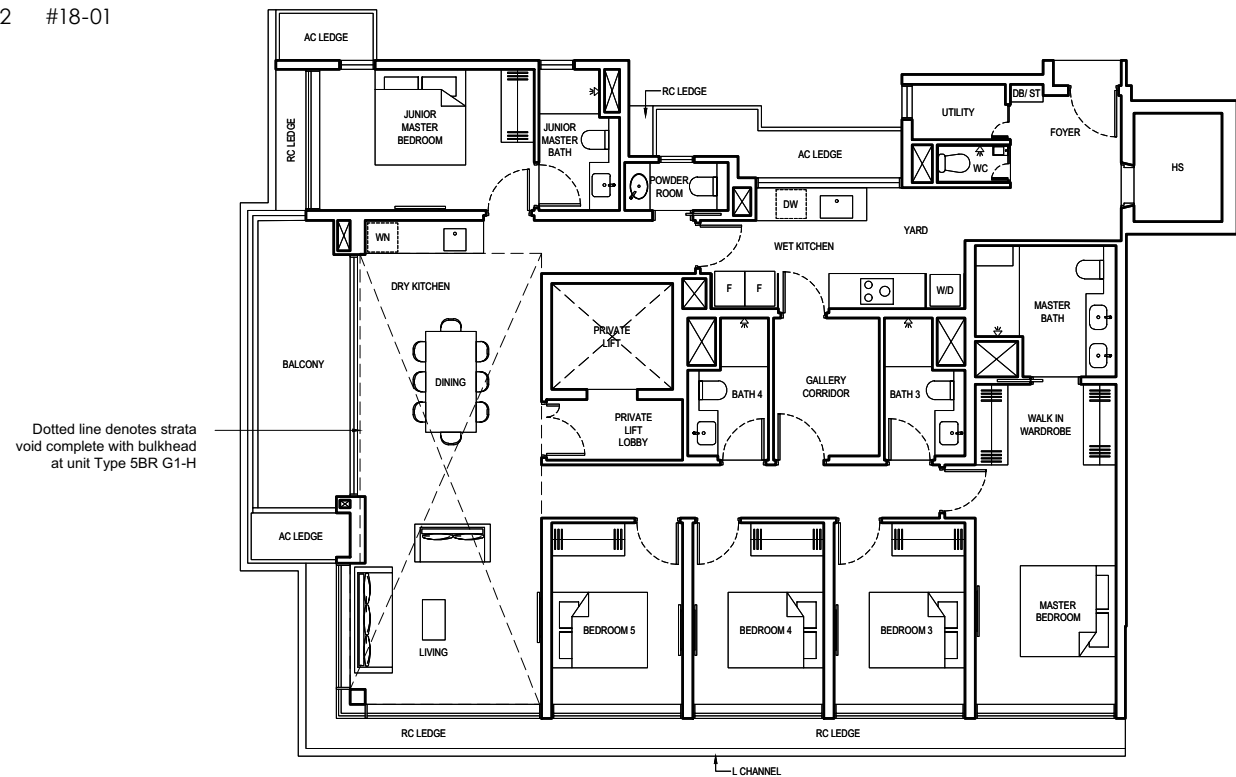 2 #18-01
AC LEDGE
RC LEDGE
JUNIOR
MASTER
BEDROOM
JUNIOR
MASTER
BATH
RC LEDGE
AC LEDGE
POWDER
ROOM
UTILITY
DB/ ST
FOYER
WC
HS
WN
DW
WET KITCHEN
YARD
DRY KITCHEN
F
F
W/D
MASTER
BATH
BALCONY
DINING
PRIVATE
LIFT
PRIVATE
LIFT
LOBBY
BATH 4
GALLERY
CORRIDOR
BATH 3
WALK IN
WARDROBE
Dotted line denotes strata
void complete with bulkhead
at unit Type 5BR G1-H
AC LEDGE
LIVING
BEDROOM 5
BEDROOM 4
BEDROOM 3
MASTER
BEDROOM
RC LEDGE
RC LEDGE
L CHANNEL